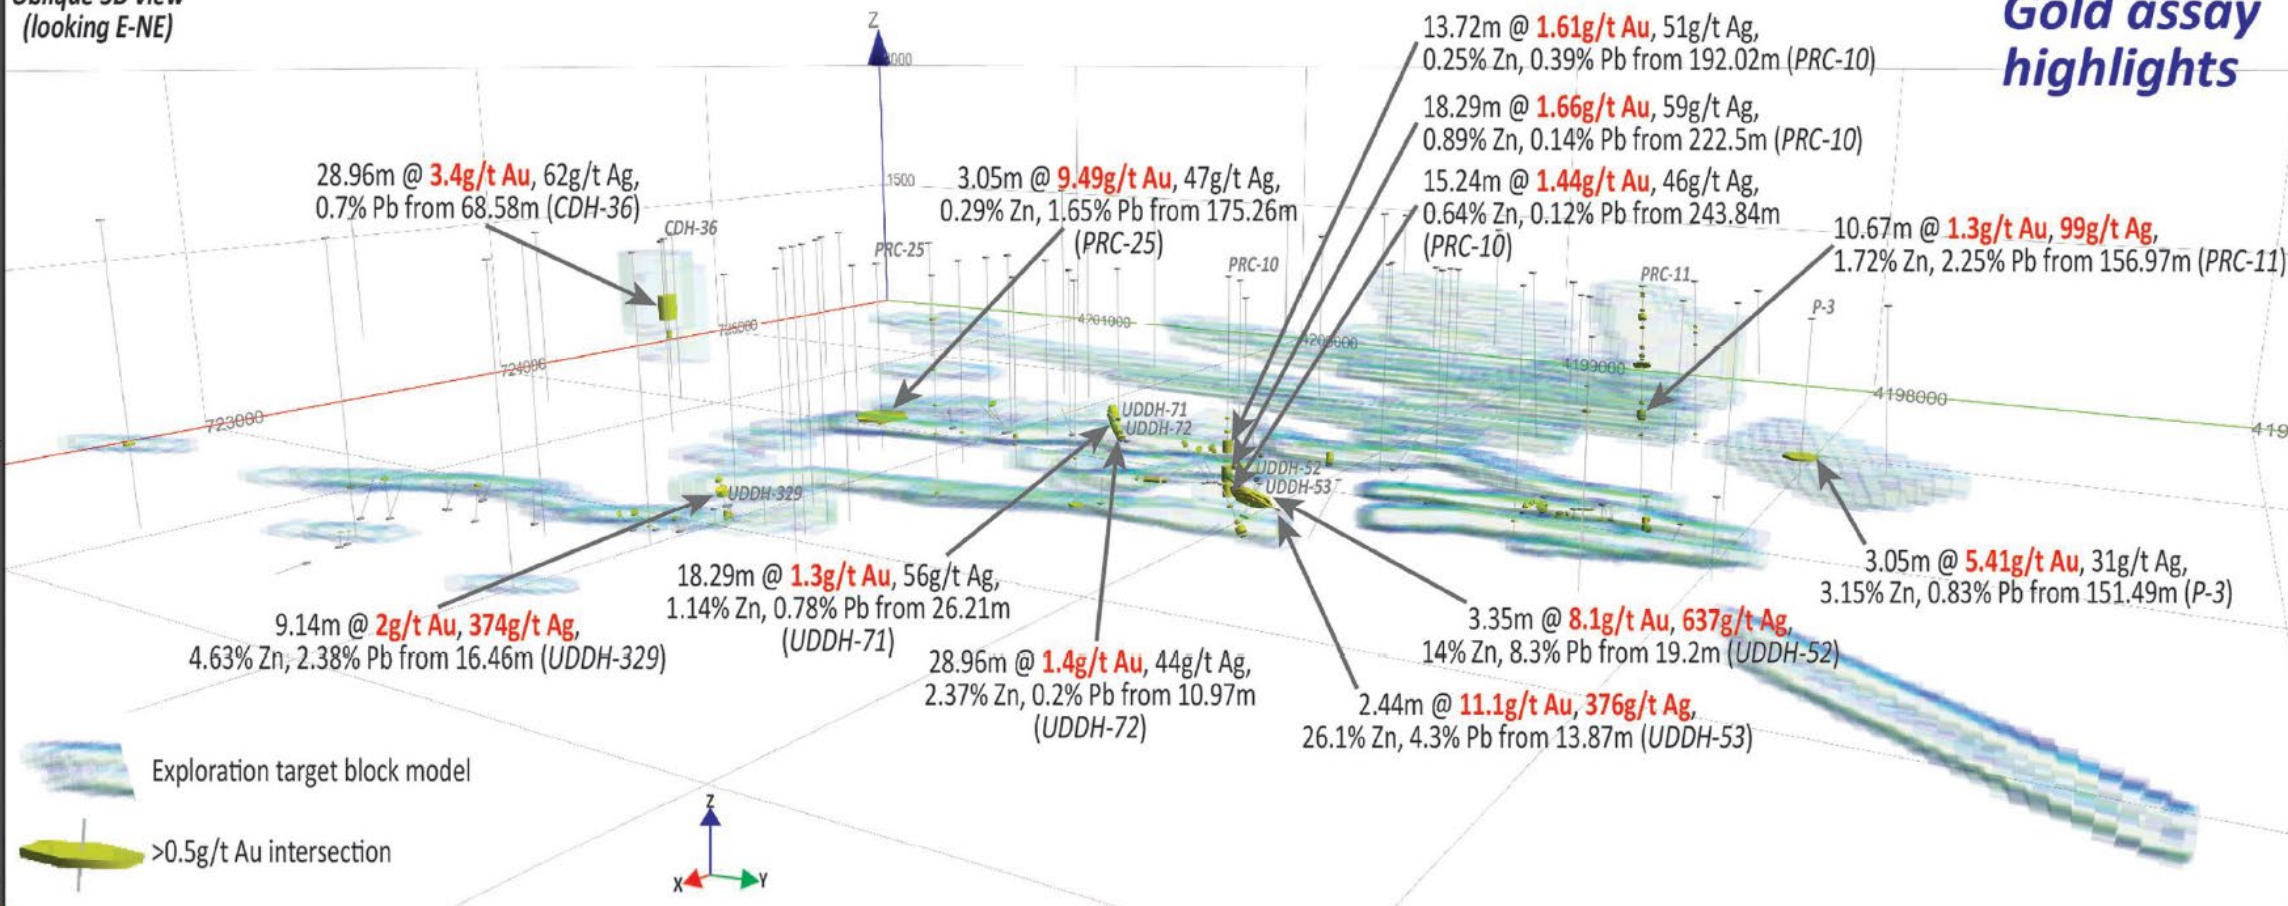 Oblique 3D view
(looking E-NE)
Gold assay
highlights
Z
2000
1500
13.72m @ 1.61g/t Au, 51g/t Ag,
0.25% Zn, 0.39% Pb from 192.02m (PRC-10)
18.29m @ 1.66g/t Au, 59g/t Ag,
0.89% Zn, 0.14% Pb from 222.5m (PRC-10)
15.24m @ 1.44g/t Au, 46g/t Ag,
0.64% Zn, 0.12% Pb from 243.84m
(PRC-10)
28.96m @ 3.4g/t Au, 62g/t Ag,
0.7% Pb from 68.58m (CDH-36)
3.05m @ 9.49g/t Au, 47g/t Ag,
0.29% Zn, 1.65% Pb from 175.26m
(PRC-25)
10.67m @ 1.3g/t Au, 99g/t Ag,
1.72% Zn, 2.25% Pb from 156.97m (PRC-11)
CDH-36
PRC-25
PRC-10
PRC-11
P-3
725000
4201000
4200000
4199000
4198000
419
724000
723000
UDDH-71
UDDH-72
UDDH-52
UDDH-53
UDDH-329
18.29m @ 1.3g/t Au, 56g/t Ag,
1.14% Zn, 0.78% Pb from 26.21m
(UDDH-71)
3.05m @ 5.41g/t Au, 31g/t Ag,
3.15% Zn, 0.83% Pb from 151.49m (P-3)
9.14m @ 2g/t Au, 374g/t Ag,
4.63% Zn, 2.38% Pb from 16.46m (UDDH-329)
3.35m @ 8.1g/t Au, 637g/t Ag,
14% Zn, 8.3% Pb from 19.2m (UDDH-52)
28.96m @ 1.4g/t Au, 44g/t Ag,
2.37% Zn, 0.2% Pb from 10.97m
(UDDH-72)
2.44m @ 11.1g/t Au, 376g/t Ag,
26.1% Zn, 4.3% Pb from 13.87m (UDDH-53)
Exploration target block model
>0.5g/t Au intersection
Z
X
Y